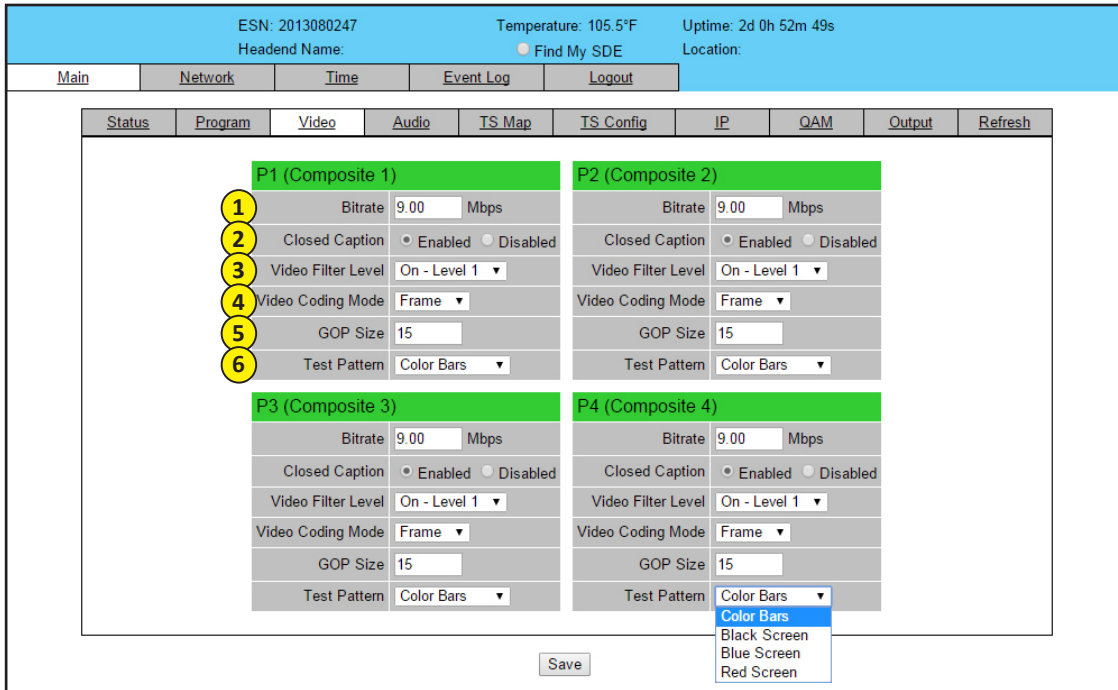 ESN: 2013080247 Temperature: 105.5°F Uptime: 2d 0h 52m 49s
Headend Name: Find My SDE Location:
Main Network Time Event Log Logout
Status Program Video Audio TS Map TS Config IP QAM Output Refresh
P1 (Composite 1) P2 (Composite 2)
1 Bitrate 9.00 Mbps Bitrate 9.00 Mbps
2 Closed Caption Enabled Disabled Closed Caption Enabled Disabled
3 Video Filter Level On - Level 1 Video Filter Level On - Level 1
4 Video Coding Mode Frame Video Coding Mode Frame
5 GOP Size 15 GOP Size 15
6 Test Pattern Color Bars Test Pattern Color Bars
P3 (Composite 3) P4 (Composite 4)
Bitrate 9.00 Mbps Bitrate 9.00 Mbps
Closed Caption Enabled Disabled Closed Caption Enabled Disabled
Video Filter Level On - Level 1 Video Filter Level On - Level 1
Video Coding Mode Frame Video Coding Mode Frame
GOP Size 15 GOP Size 15
Test Pattern Color Bars Test Pattern Color Bars
Color Bars
Black Screen
Blue Screen
Red Screen
Save